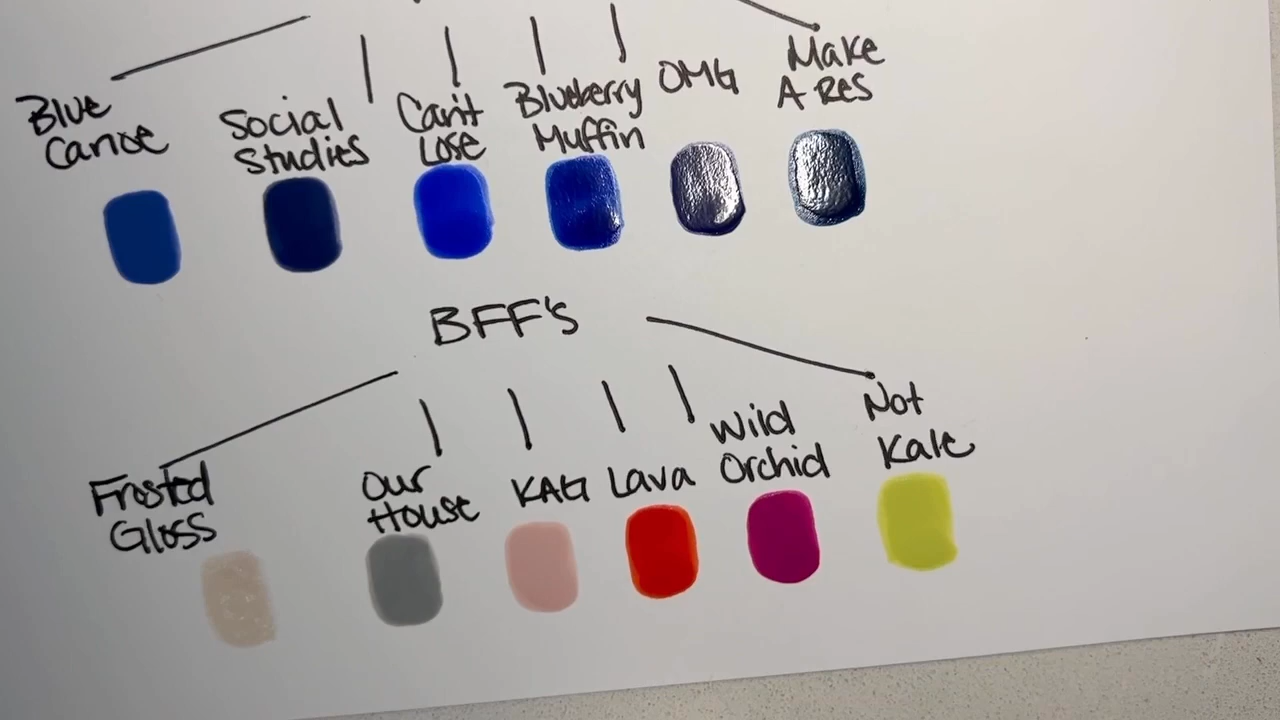 Blue
Canoe
Social
Studies
Can't
Lose
Blueberry
Muffin
OMG
Make
A Res
BFF's
Frosted
Gloss
Our
House
KAG
Lava
Wild
Orchid
Not
Kale